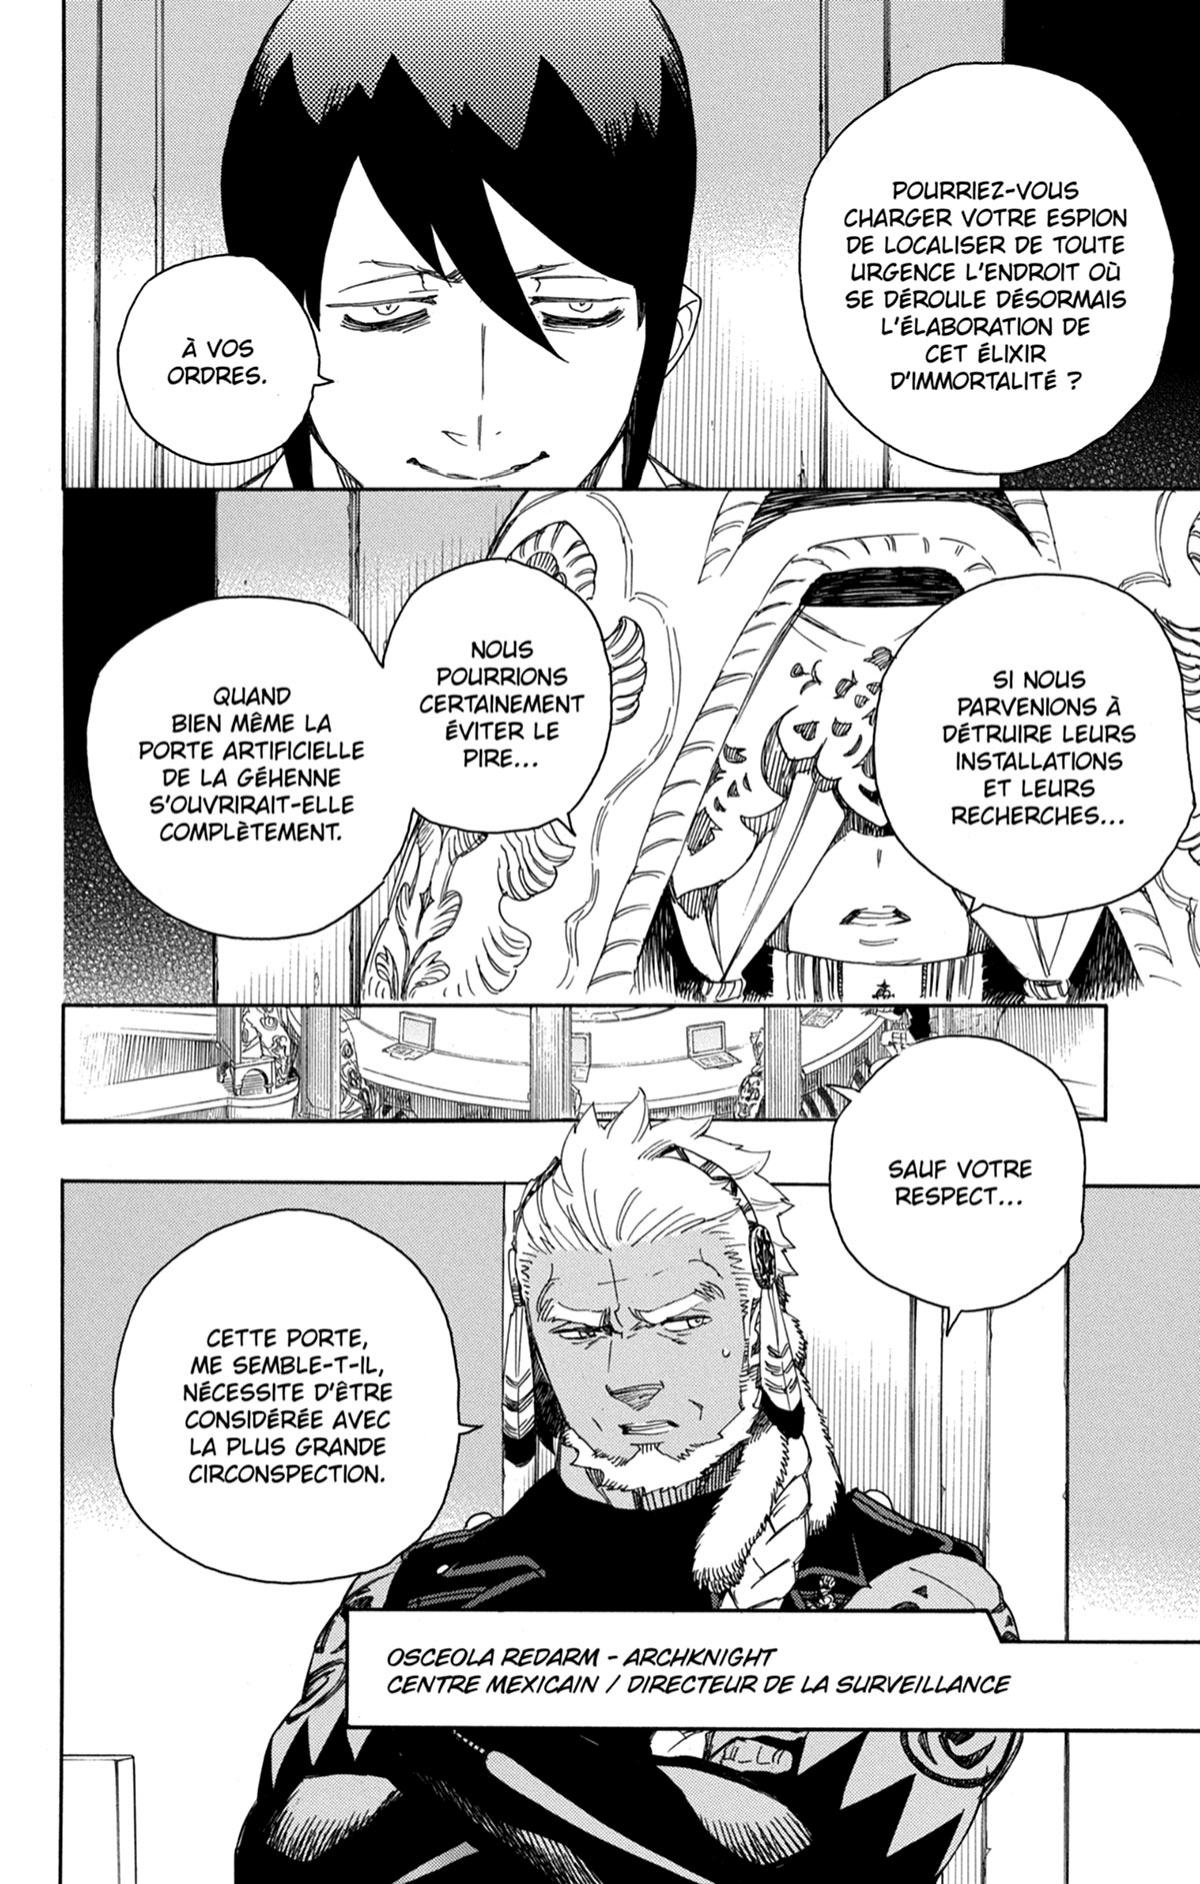 POURRIEZ-VOUS
CHARGER VOTRE ESPION
DE LOCALISER DE TOUTE
URGENCE L'ENDROIT OÙ
SE DÉROULE DÉSORMAIS
L'ÉLABORATION DE
CET ÉLIXIR
D'IMMORTALITÉ ?
À VOS
ORDRES.
SI NOUS
PARVENIONS À
DÉTRUIRE LEURS
INSTALLATIONS
ET LEURS
RECHERCHES...
NOUS
POURRIONS
CERTAINEMENT
ÉVITER LE
PIRE...
QUAND
BIEN MÊME LA
PORTE ARTIFICIELLE
DE LA GÉHENNE
S'OUVRIRAIT-ELLE
COMPLÈTEMENT.
SAUF VOTRE
RESPECT...
CETTE PORTE,
ME SEMBLE-T-IL,
NÉCESSITE D'ÊTRE
CONSIDÉRÉE AVEC
LA PLUS GRANDE
CIRCONSPECTION.
OSCEOLA REDARM - ARCHKNIGHT
CENTRE MEXICAIN / DIRECTEUR DE LA SURVEILLANCE